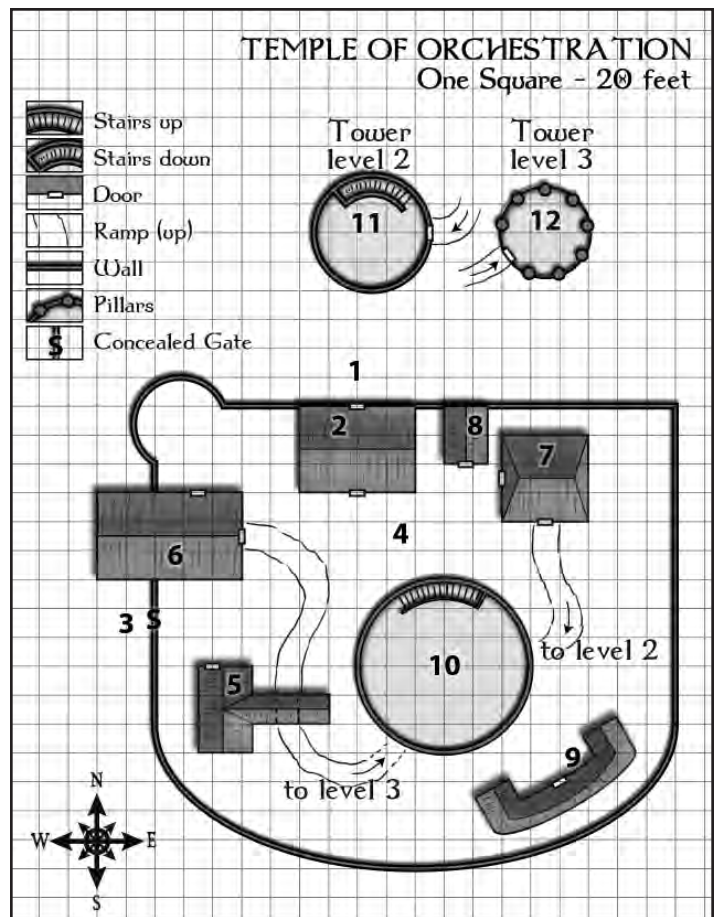 TEMPLE OF ORCHESTRATION
One Square - 20 feet
Stairs up
Stairs down
Door
Ramp (up)
Wall
Pillars
S Concealed Gate
Tower
level 2
Tower
level 3
11
12
1
2
8
7
4
6
3 S
to level 2
10
5
9
to level 3
N
W E
S